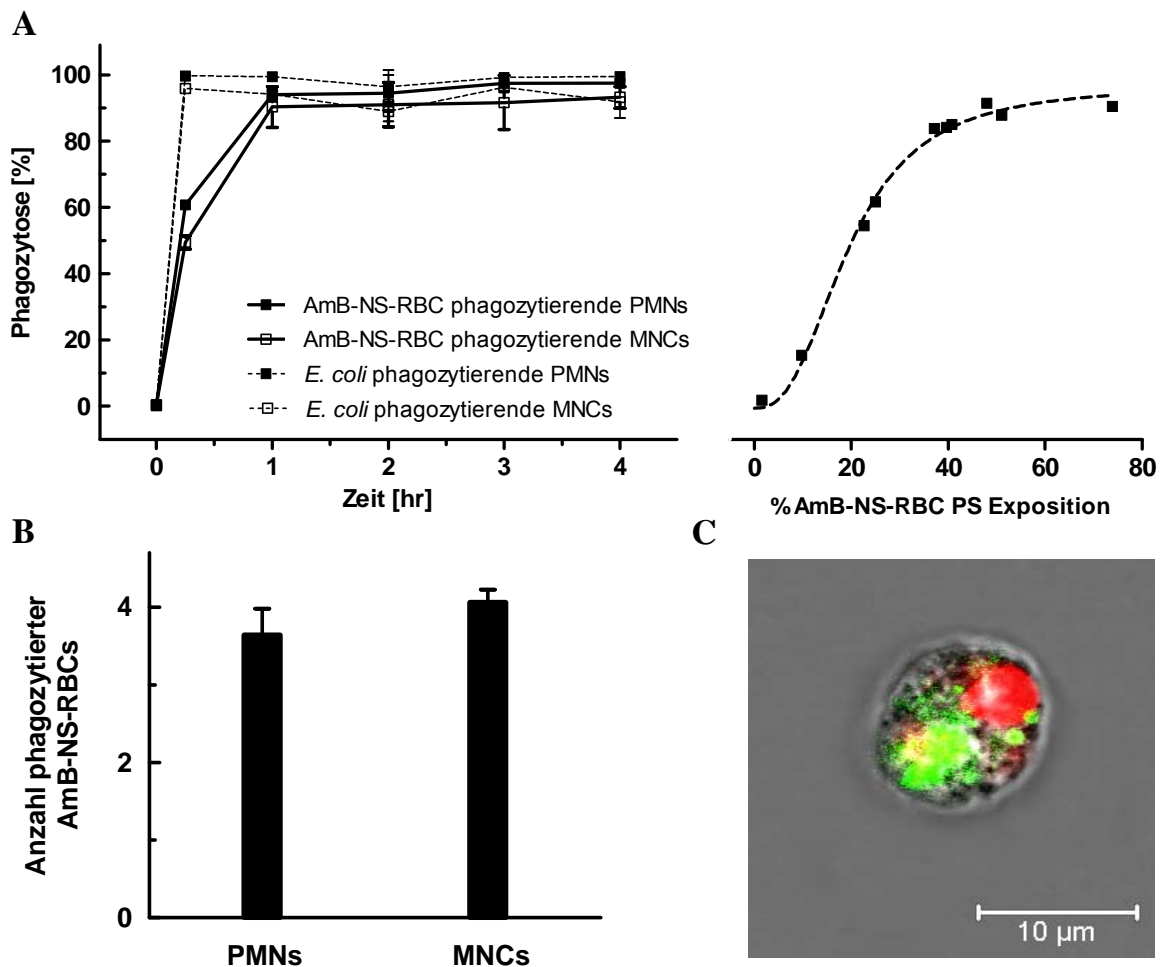 A
Phagozytose [%]
100
80
60
40
20
0
AmB-NS-RBC phagozytierende PMNs
AmB-NS-RBC phagozytierende MNCs
E. coli phagozytierende PMNs
E. coli phagozytierende MNCs
0 1 2 3 4
Zeit [hr]
0 20 40 60 80
%AmB-NS-RBC PS Exposition
B
Anzahl phagozytierter
AmB-NS-RBCs
4
2
0
PMNs MNCs
C
10 µm